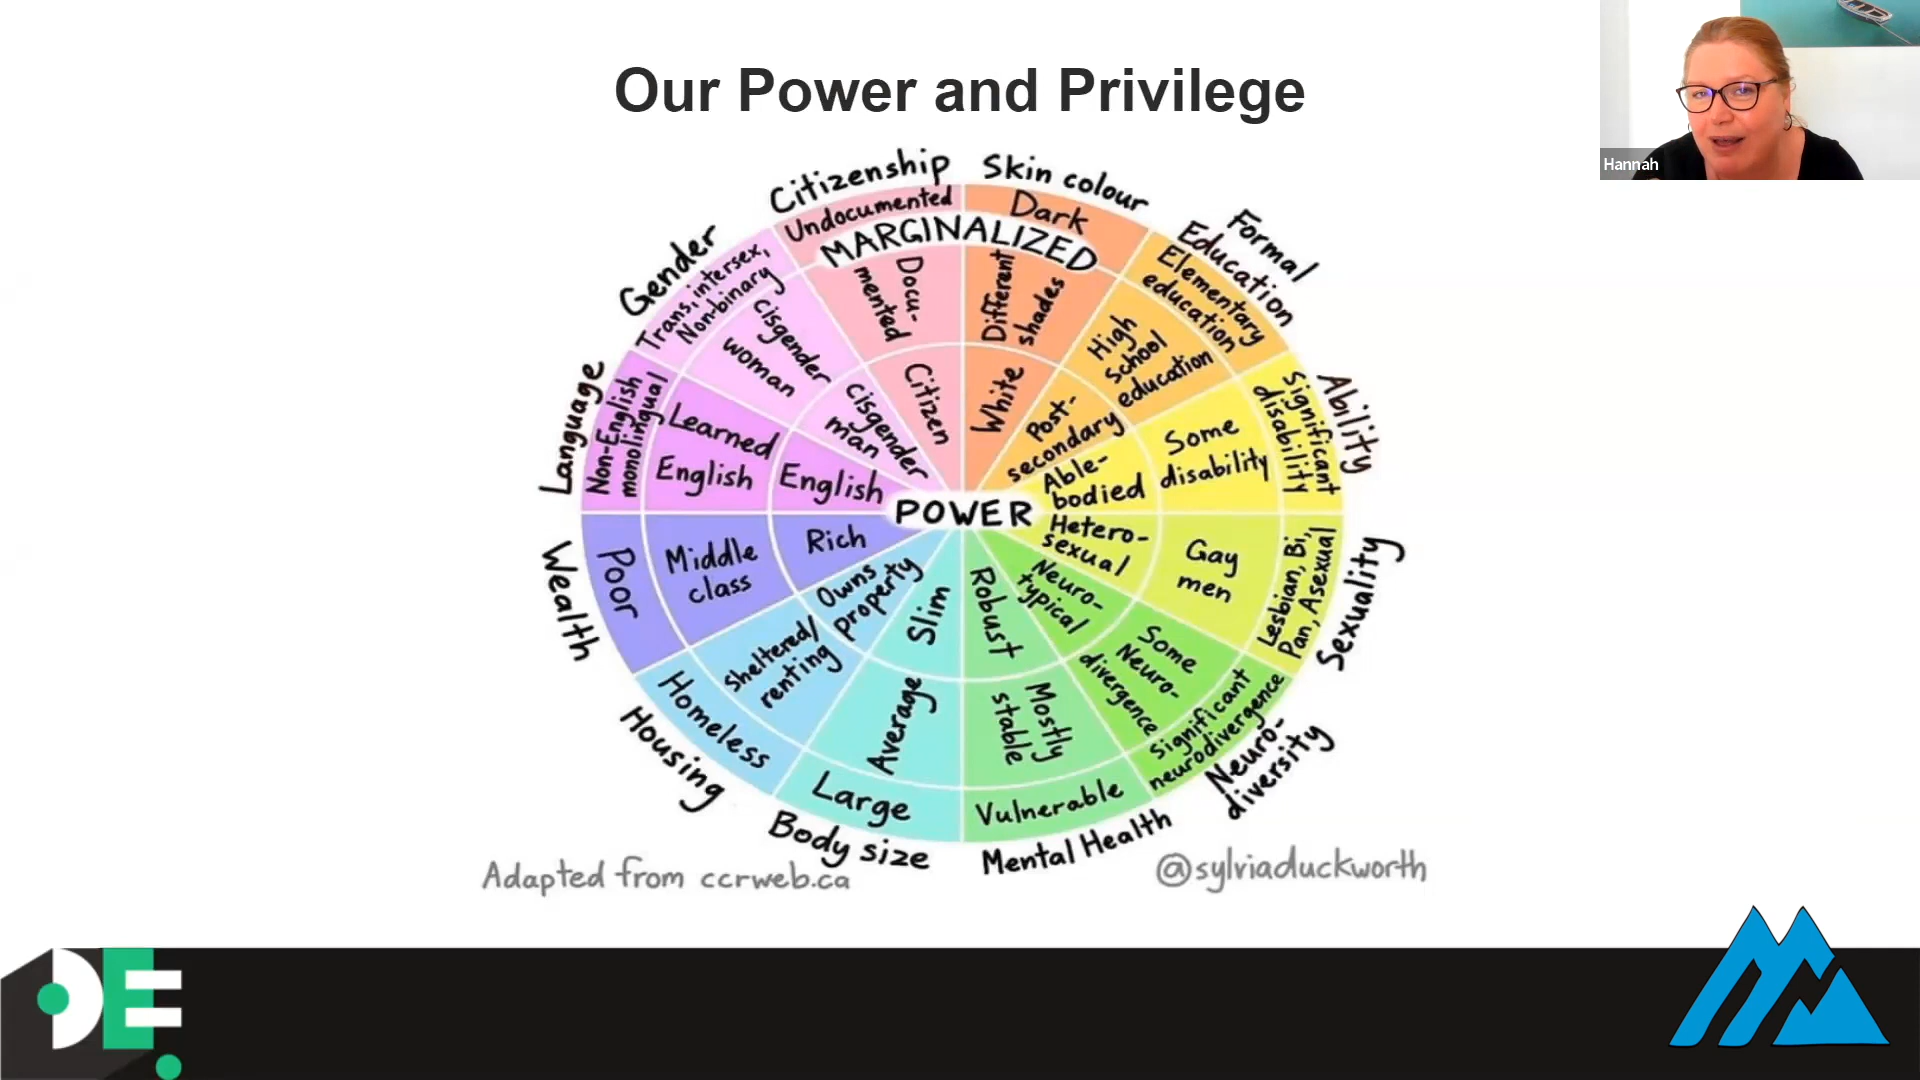 Our Power and Privilege
Hannah
Citizenship
Undocumented
Docu-
mented
Citizen
Skin colour
Dark
Different
shades
White
Formal
Education
Elementary
education
High
school
education
Post-
secondary
Ability
Significant
disability
Some
disability
Able-
bodied
Sexuality
Lesbian, Bi,
Pan, Asexual
Gay
men
Hetero-
sexual
Neuro-
diversity
Significant
neurodivergence
Some
Neuro-
divergence
Neuro-
typical
Mental Health
Vulnerable
Mostly
stable
Robust
Body size
Large
Average
Slim
Housing
Homeless
Sheltered/
renting
Owns
property
Wealth
Poor
Middle
class
Rich
Language
Non-English
monolingual
Learned
English
English
Gender
Trans, intersex,
Non-binary
Cisgender
woman
Cisgender
man
MARGINALIZED
POWER
Adapted from ccrweb.ca
@sylviaduckworth
DE